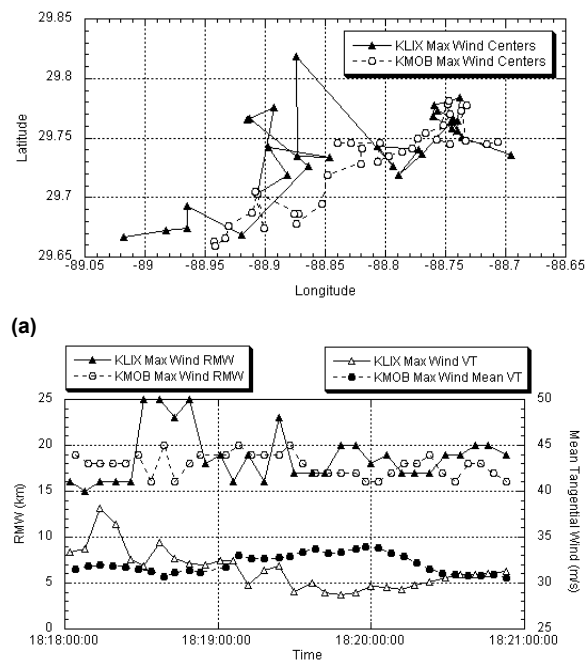 29.85
KLIX Max Wind Centers
KMOB Max Wind Centers
29.8
29.75
29.7
29.65
Latitude
-89.05 -89 -88.95 -88.9 -88.85 -88.8 -88.75 -88.7 -88.65
Longitude
(a)
KLIX Max Wind RMW
KMOB Max Wind RMW
KLIX Max Wind VT
KMOB Max Wind Mean VT
25 50
20 45
15 40
10 35
5 30
0 25
RMW (km)
Mean Tangential Wind (m/s)
18:18:00:00 18:19:00:00 18:20:00:00 18:21:00:00
Time